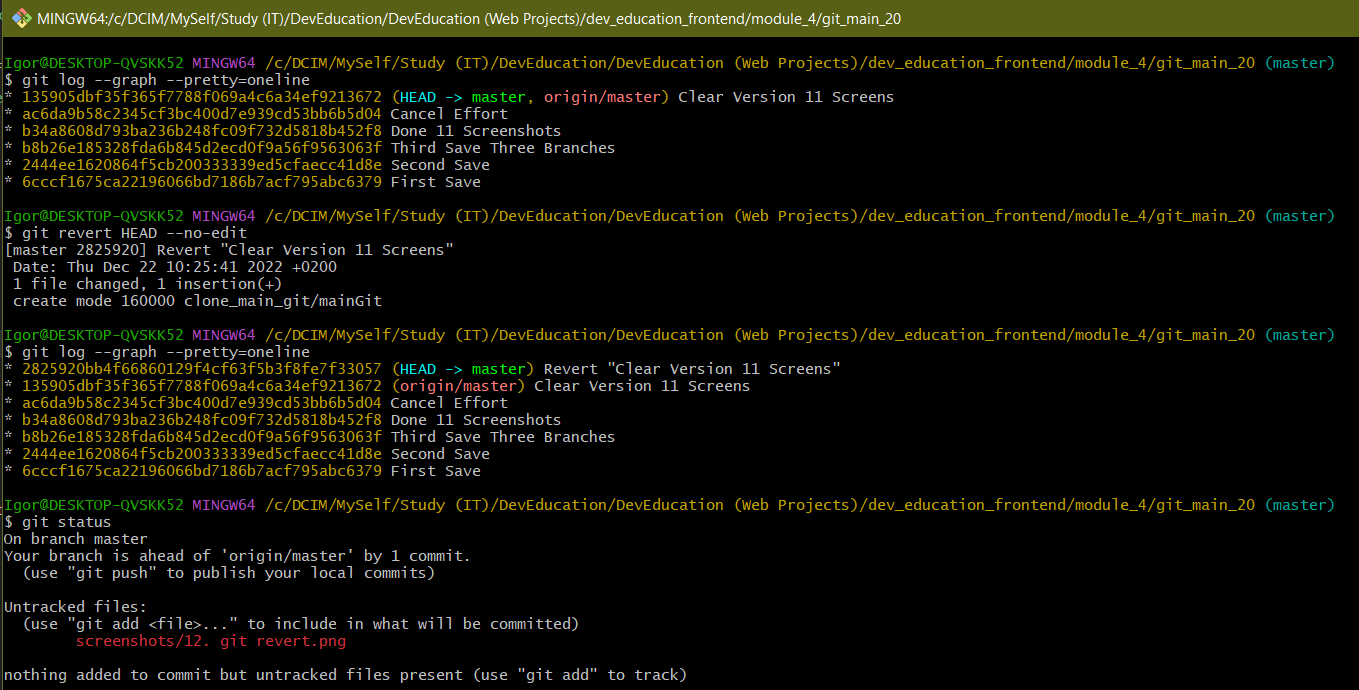 MINGW64:/c/DCIM/MySelf/Study (IT)/DevEducation/DevEducation (Web Projects)/dev_education_frontend/module_4/git_main_20
Igor@DESKTOP-QVSKK52 MINGW64 /c/DCIM/MySelf/Study (IT)/DevEducation/DevEducation (Web Projects)/dev_education_frontend/module_4/git_main_20 (master)
$ git log --graph --pretty=oneline
* 135905dbf35f365f7788f069a4c6a34ef9213672 (HEAD -> master, origin/master) Clear Version 11 Screens
* ac6da9b58c2345cf3bc400d7e939cd53bb6b5d04 Cancel Effort
* b34a8608d793ba236b248fc09f732d5818b452f8 Done 11 Screenshots
* b8b26e185328fda6b845d2ecd0f9a56f9563063f Third Save Three Branches
* 2444ee1620864f5cb200333339ed5cfaecc41d8e Second Save
* 6cccf1675ca22196066bd7186b7acf795abc6379 First Save
Igor@DESKTOP-QVSKK52 MINGW64 /c/DCIM/MySelf/Study (IT)/DevEducation/DevEducation (Web Projects)/dev_education_frontend/module_4/git_main_20 (master)
$ git revert HEAD --no-edit
[master 2825920] Revert "Clear Version 11 Screens"
Date: Thu Dec 22 10:25:41 2022 +0200
1 file changed, 1 insertion(+)
create mode 160000 clone_main_git/mainGit
Igor@DESKTOP-QVSKK52 MINGW64 /c/DCIM/MySelf/Study (IT)/DevEducation/DevEducation (Web Projects)/dev_education_frontend/module_4/git_main_20 (master)
$ git log --graph --pretty=oneline
* 2825920bb4f66860129f4cf63f5b3f8fe7f33057 (HEAD -> master) Revert "Clear Version 11 Screens"
* 135905dbf35f365f7788f069a4c6a34ef9213672 (origin/master) Clear Version 11 Screens
* ac6da9b58c2345cf3bc400d7e939cd53bb6b5d04 Cancel Effort
* b34a8608d793ba236b248fc09f732d5818b452f8 Done 11 Screenshots
* b8b26e185328fda6b845d2ecd0f9a56f9563063f Third Save Three Branches
* 2444ee1620864f5cb200333339ed5cfaecc41d8e Second Save
* 6cccf1675ca22196066bd7186b7acf795abc6379 First Save
Igor@DESKTOP-QVSKK52 MINGW64 /c/DCIM/MySelf/Study (IT)/DevEducation/DevEducation (Web Projects)/dev_education_frontend/module_4/git_main_20 (master)
$ git status
On branch master
Your branch is ahead of 'origin/master' by 1 commit.
(use "git push" to publish your local commits)
Untracked files:
(use "git add <file>..." to include in what will be committed)
screenshots/12. git revert.png
nothing added to commit but untracked files present (use "git add" to track)